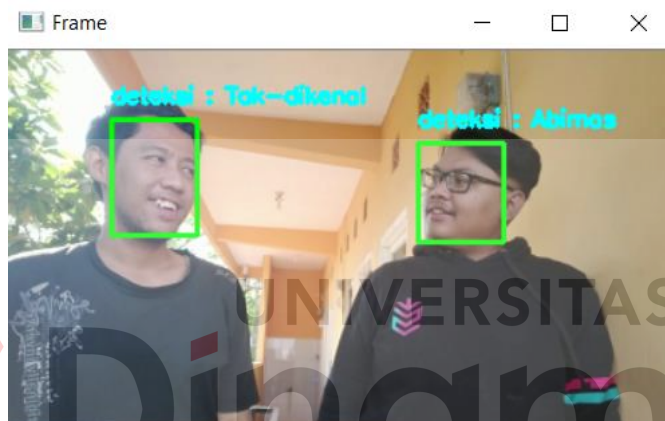 Frame
deteksi : Tak-dikenal
deteksi : Abimas
UNIVERSITAS
Dinam